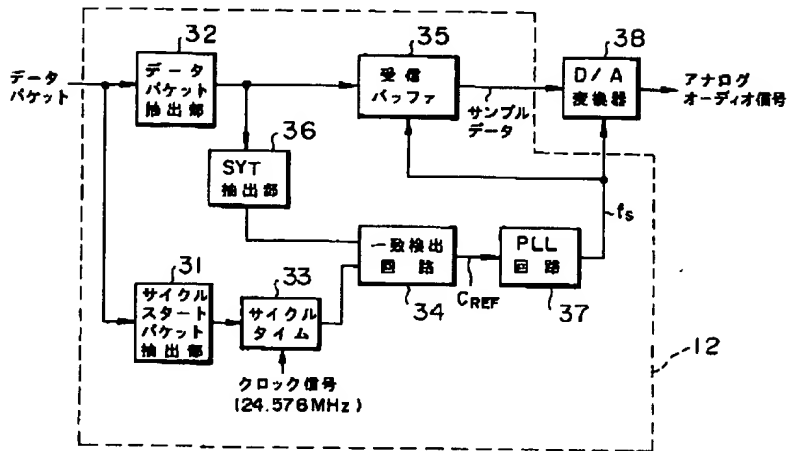 32
データ
パケット
抽出部
35
受信
バッファ
38
D/A
変換器
データ
パケット
サンプル
データ
アナログ
オーディオ信号
36
SYT
抽出部
fs
一致検出
回路
34
CREF
PLL
回路
37
31
サイクル
スタート
パケット
抽出部
33
サイクル
タイム
クロック信号
(24.576MHz)
12